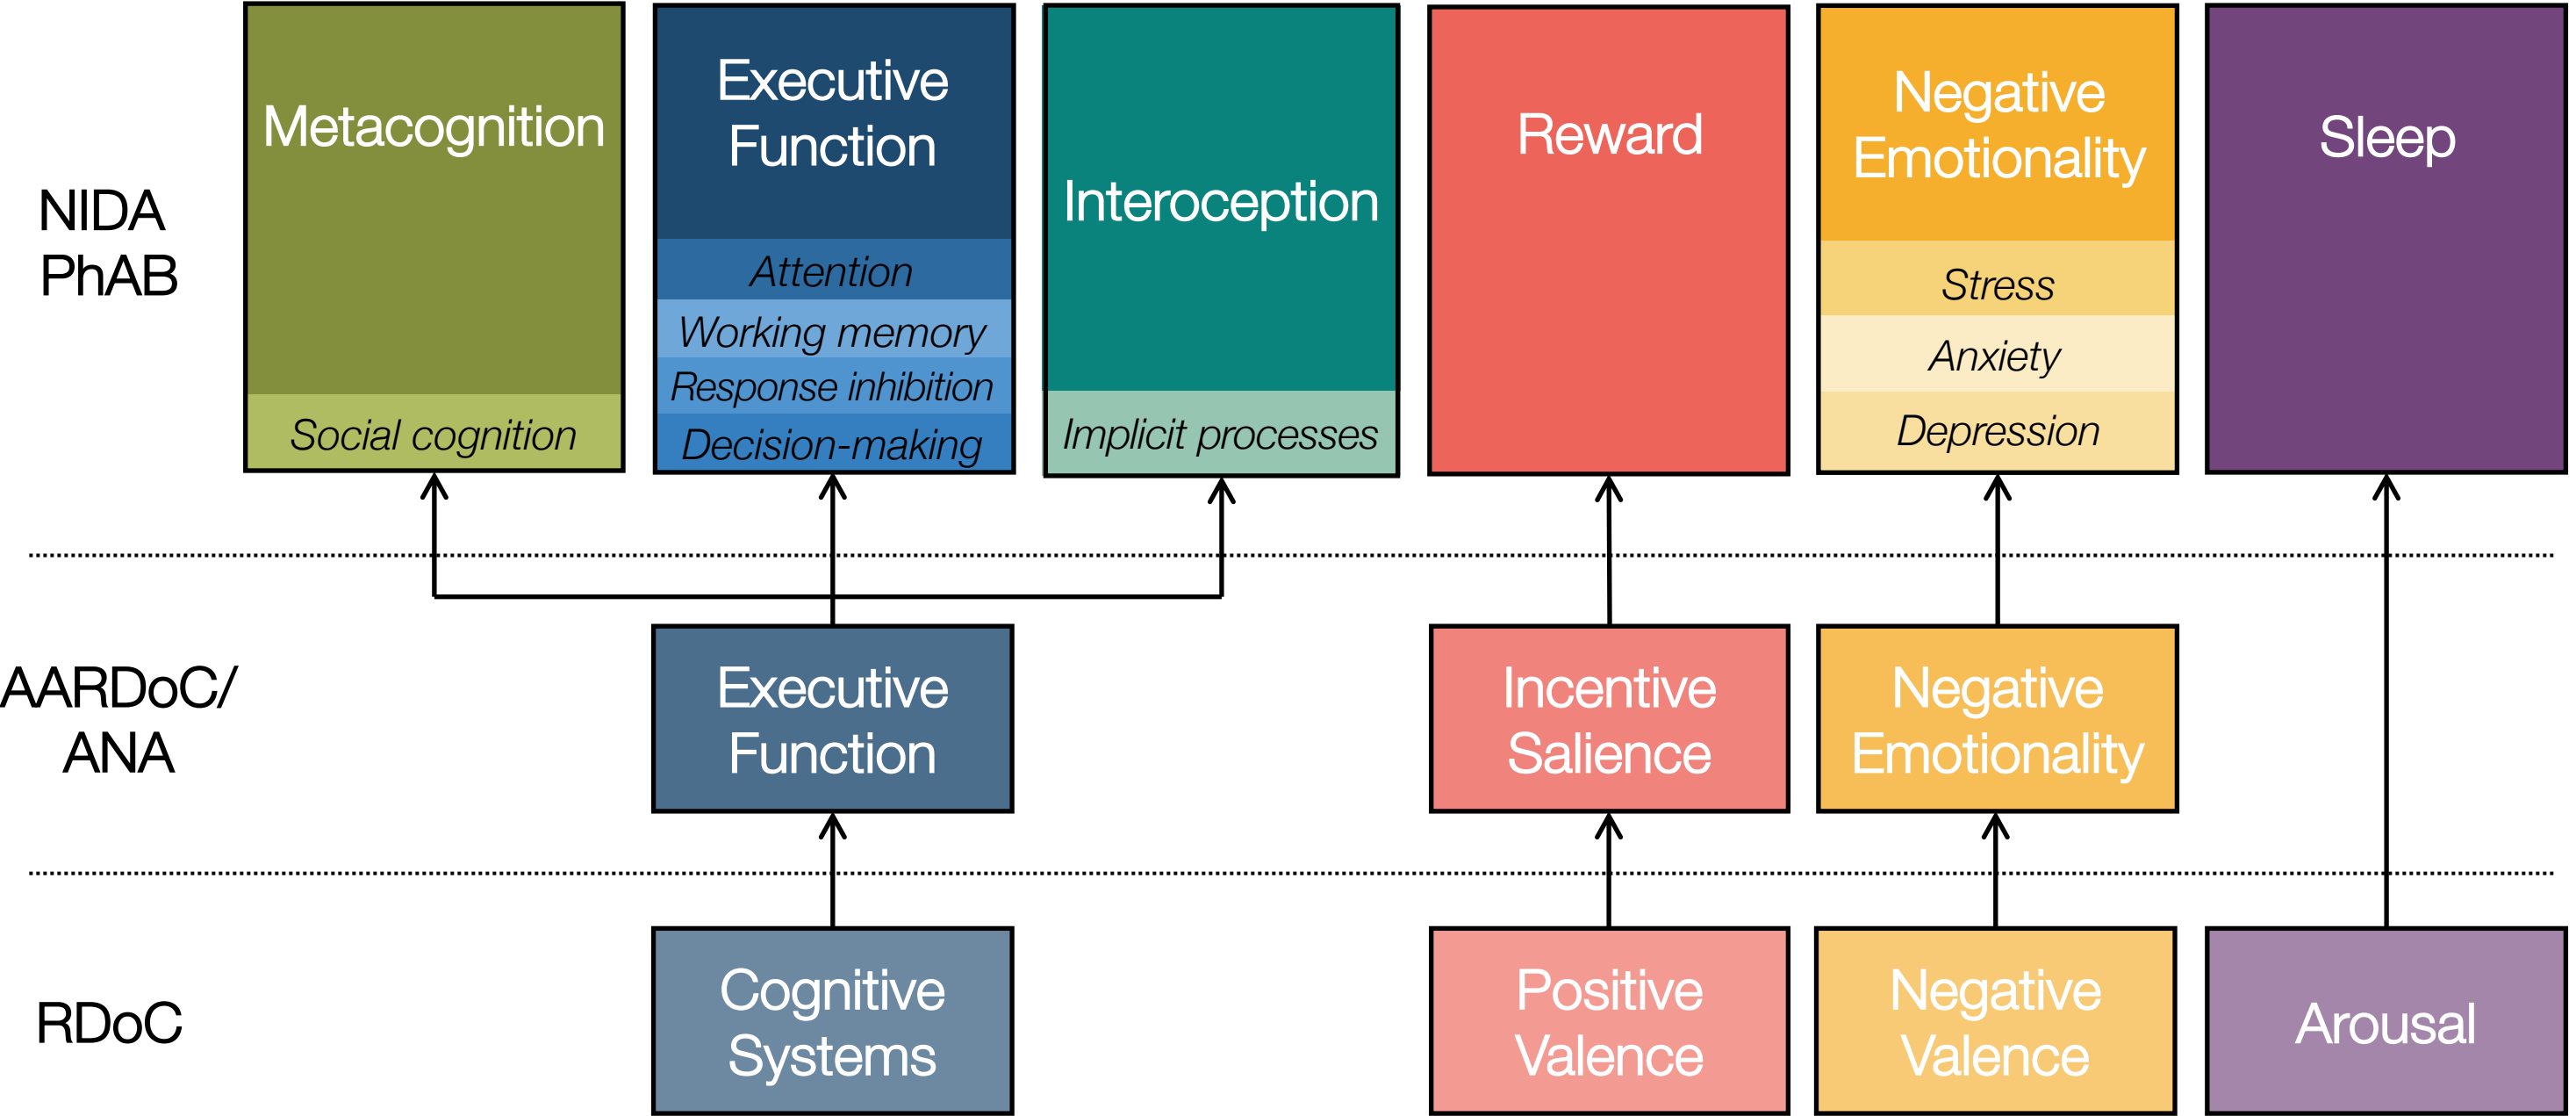 NIDA
PhAB
Metacognition
Social cognition
Executive
Function
Attention
Working memory
Response inhibition
Decision-making
Interoception
Implicit processes
Reward
Negative
Emotionality
Stress
Anxiety
Depression
Sleep
AARDoC/
ANA
Executive
Function
Incentive
Salience
Negative
Emotionality
RDoC
Cognitive
Systems
Positive
Valence
Negative
Valence
Arousal